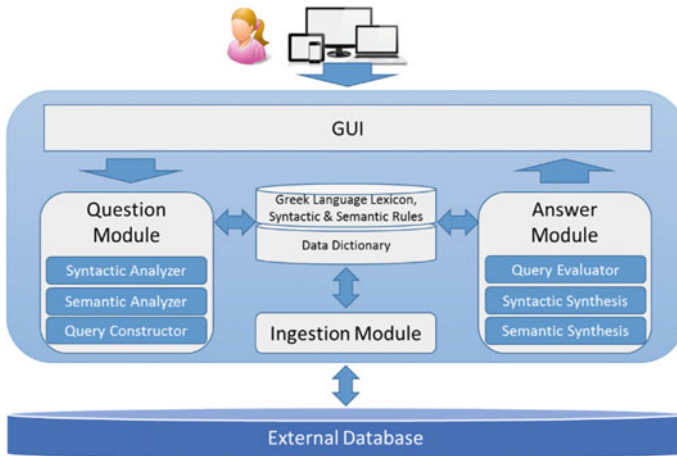 GUI
Question
Module
Syntactic Analyzer
Semantic Analyzer
Query Constructor
Greek Language Lexicon,
Syntactic & Semantic Rules
Data Dictionary
Ingestion Module
Answer
Module
Query Evaluator
Syntactic Synthesis
Semantic Synthesis
External Database